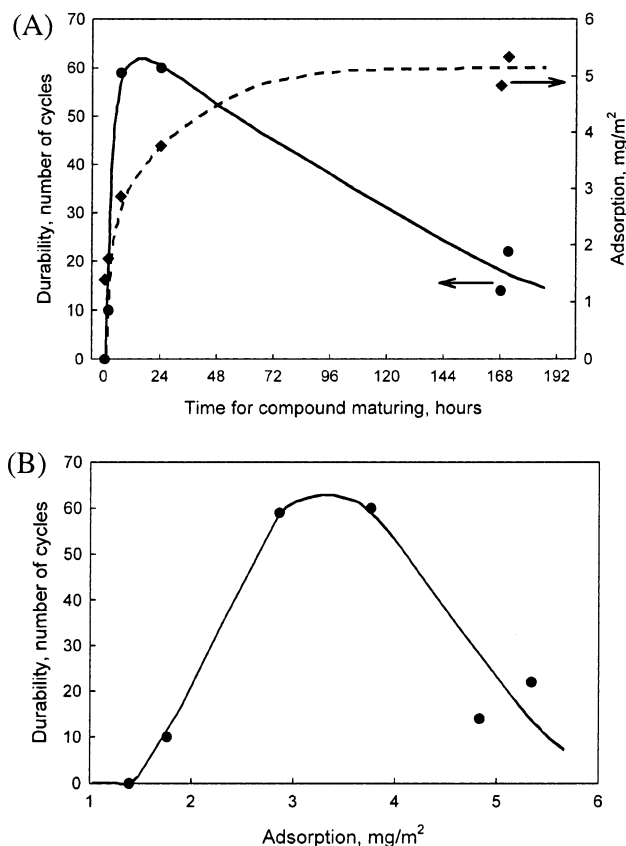 (A)
70
60
50
40
30
20
10
0
Durability, number of cycles
6
5
4
3
2
1
0
Adsorption, mg/m²
0 24 48 72 96 120 144 168 192
Time for compound maturing, hours
(B)
70
60
50
40
30
20
10
0
Durability, number of cycles
1 2 3 4 5 6
Adsorption, mg/m²